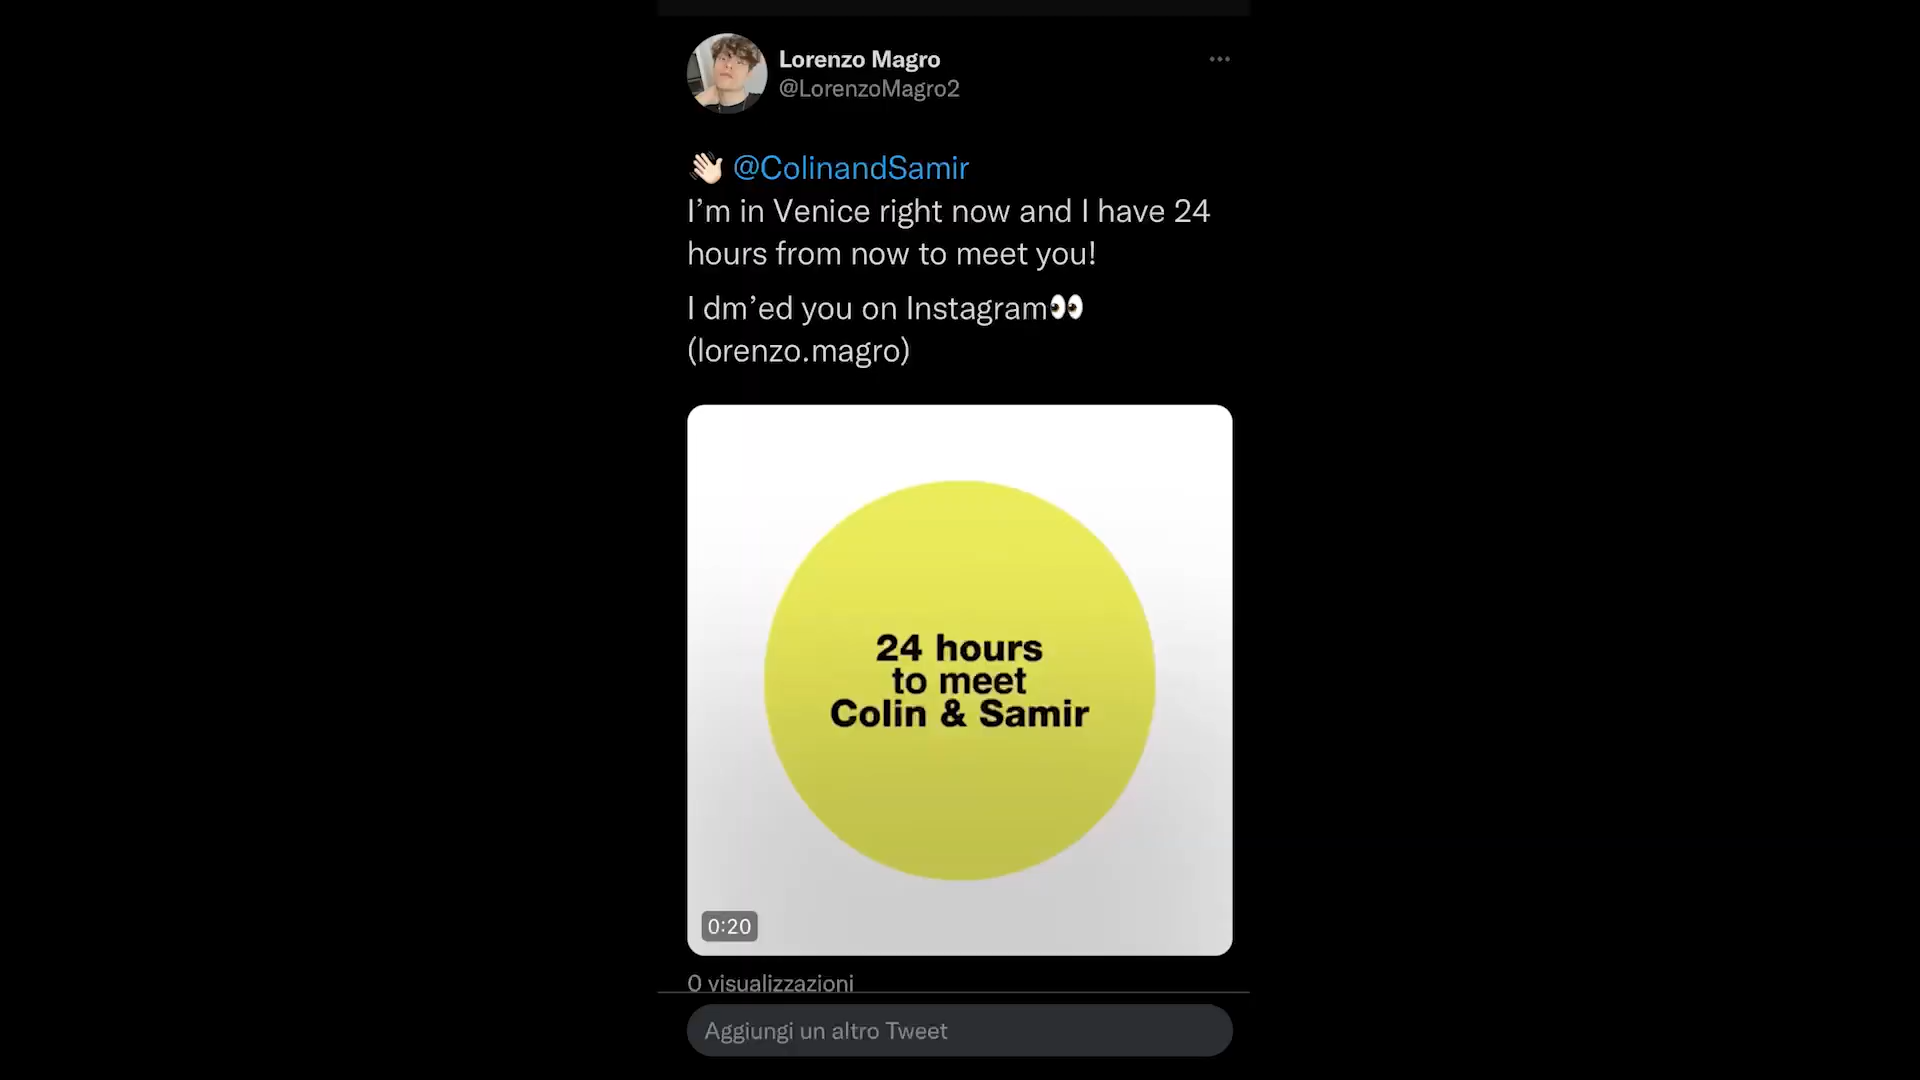 Lorenzo Magro
@LorenzoMagro2
👋🏻 @ColinandSamir
I’m in Venice right now and I have 24
hours from now to meet you!
I dm’ed you on Instagram👀
(lorenzo.magro)
24 hours
to meet
Colin & Samir
0:20
0 visualizzazioni
Aggiungi un altro Tweet